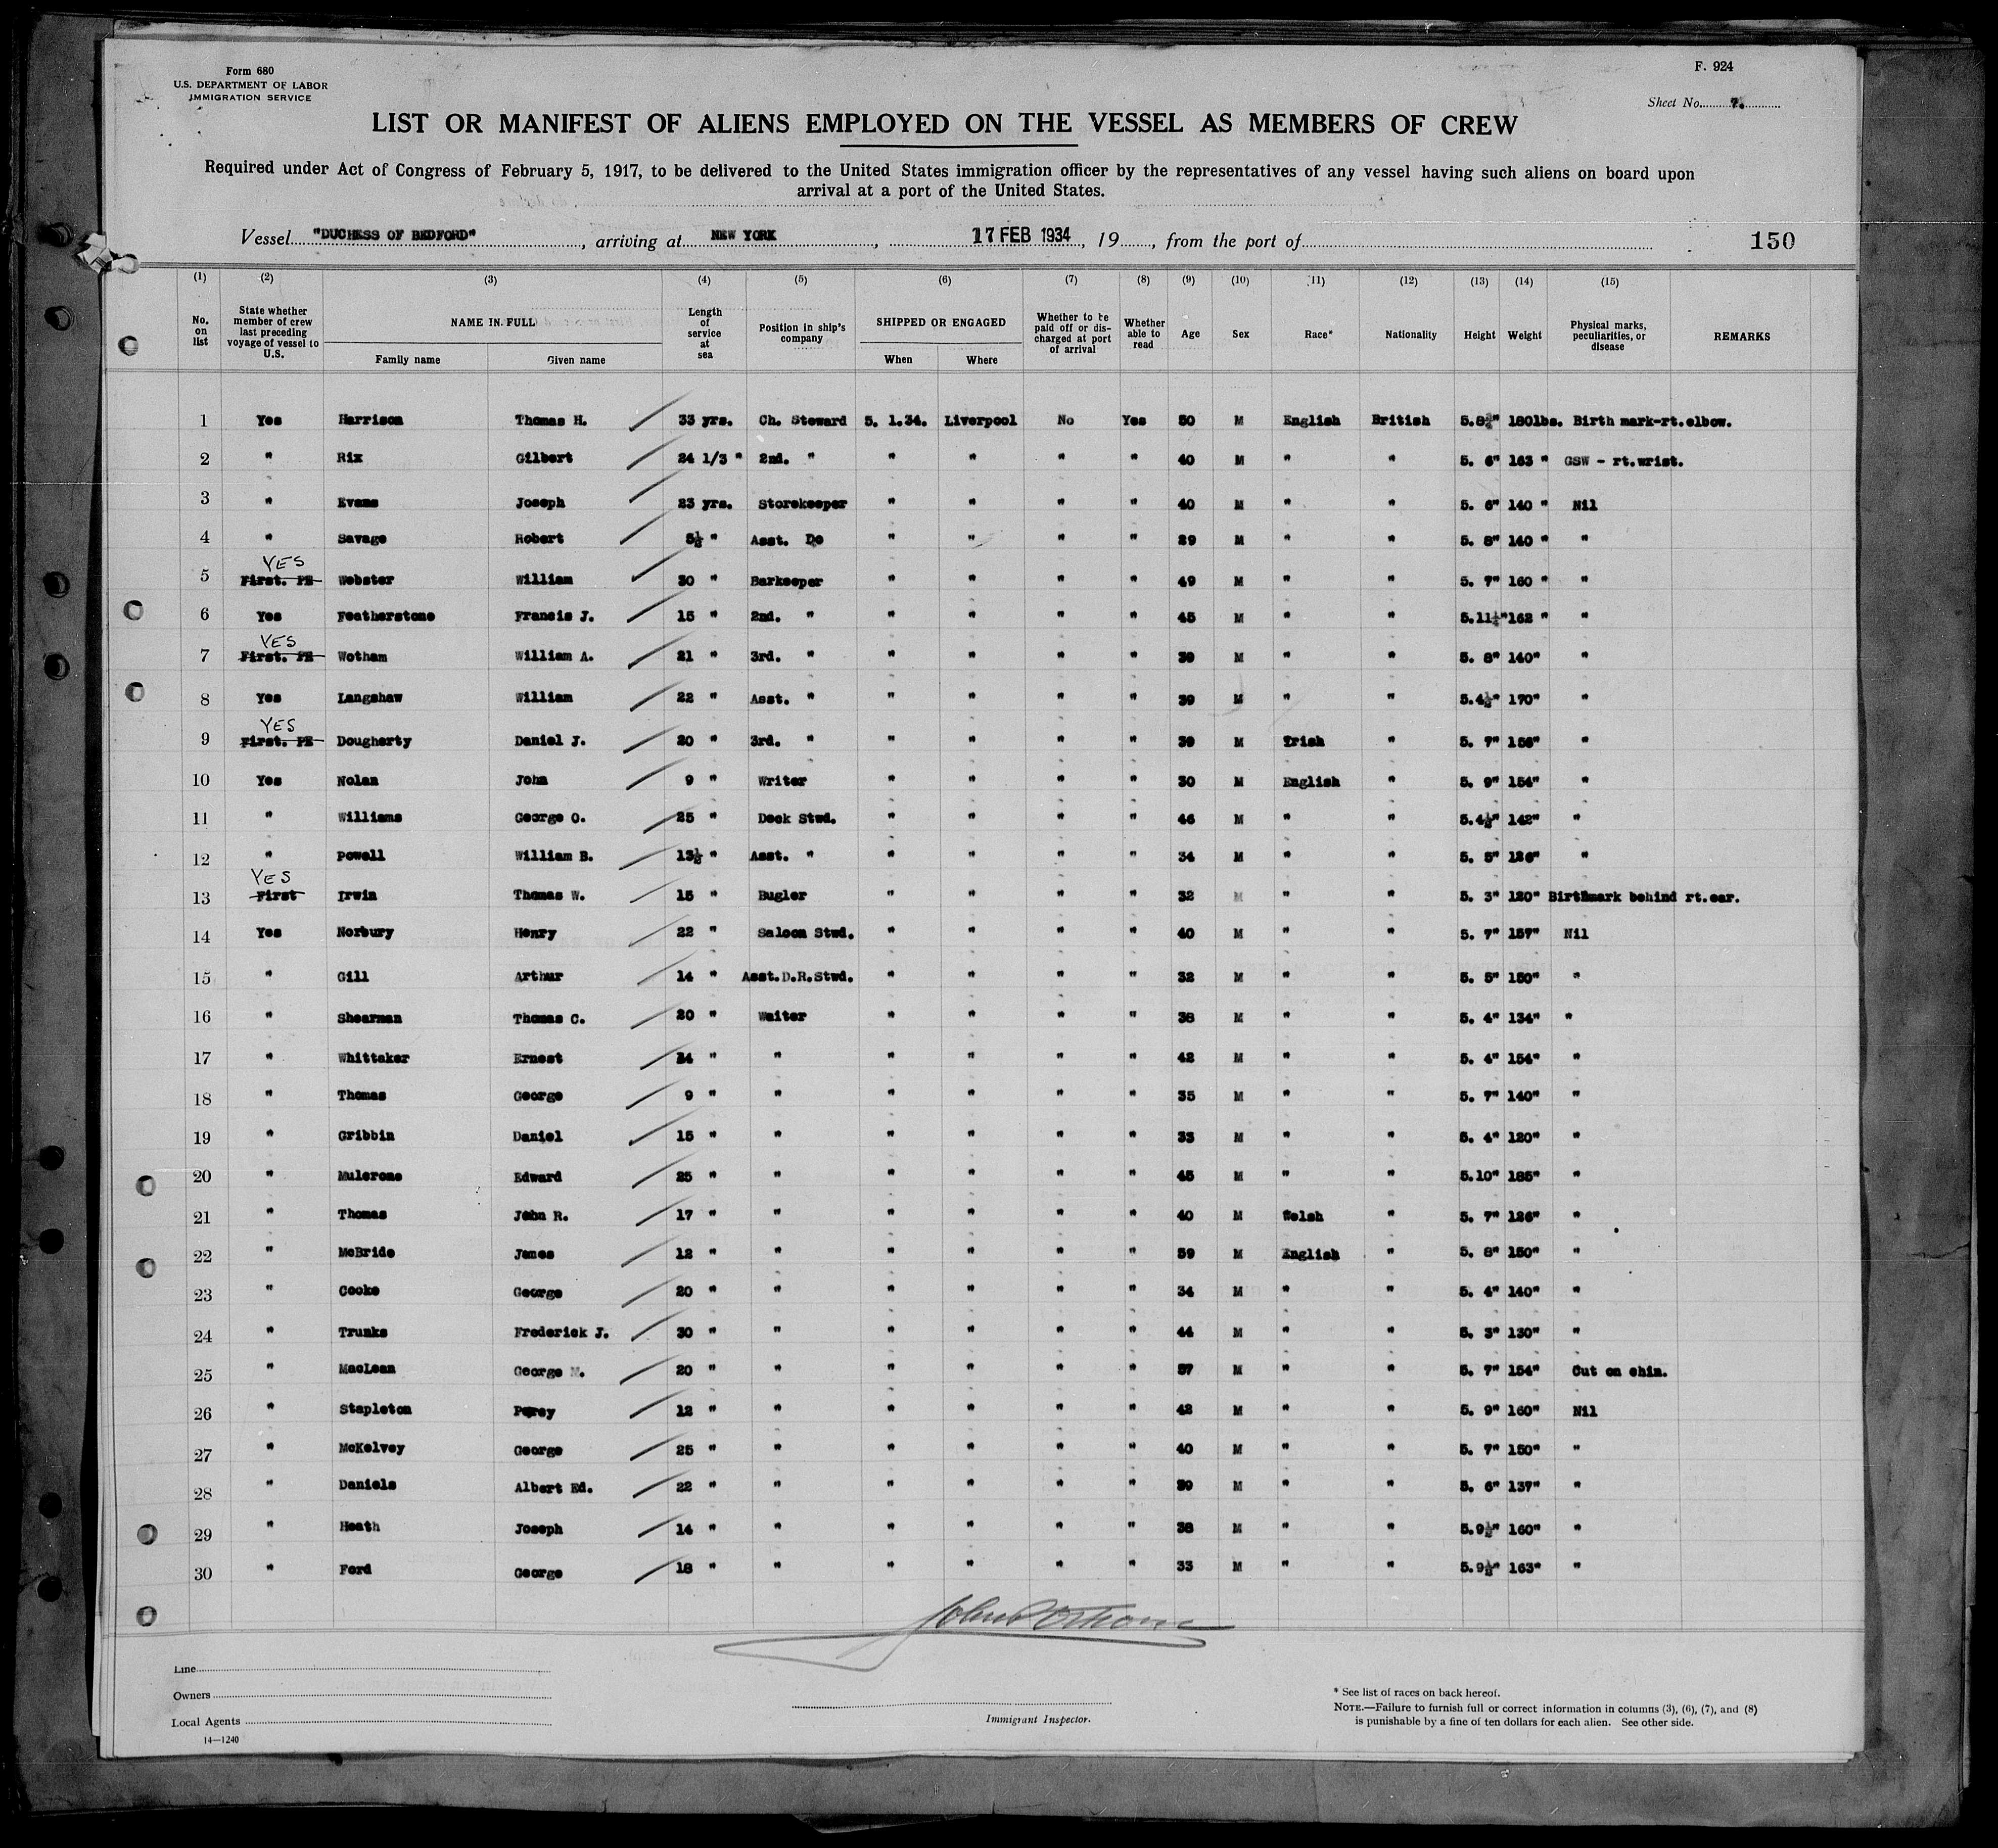 Form 680
U.S. DEPARTMENT OF LABOR
IMMIGRATION SERVICE
F. 924
Sheet No. 7.
LIST OR MANIFEST OF ALIENS EMPLOYED ON THE VESSEL AS MEMBERS OF CREW
Required under Act of Congress of February 5, 1917, to be delivered to the United States immigration officer by the representatives of any vessel having such aliens on board upon
arrival at a port of the United States.
Vessel "DUCHESS OF BEDFORD", arriving at NEW YORK, 17 FEB 1934, 19, from the port of
150
(1) (2) (3) (4) (5) (6) (7) (8) (9) (10) (11) (12) (13) (14) (15)
No. on list | State whether member of crew last preceding voyage of vessel to U.S. | NAME IN FULL | Family name | Given name | Length of service at sea | Position in ship's company | SHIPPED OR ENGAGED | When | Where | Whether to be paid off or discharged at port of arrival | Whether able to read | Age | Sex | Race* | Nationality | Height | Weight | Physical marks, peculiarities, or disease | REMARKS
1 Yes Harrison Thomas H. 33 yrs. Ch. Steward 5. 1.34. Liverpool No Yes 50 M English British 5.8¾" 180lbs. Birth mark-rt.elbow.
2 " Rix Gilbert 24 1/3 " 2nd. " " " " " 40 M " " 5. 6" 163 " GSW - rt.wrist.
3 " Evans Joseph 23 yrs. Storekeeper " " " " 40 M " " 5. 6" 140 " Nil
4 " Savage Robert 5½ " Asst. Do " " " " 29 M " " 5. 8" 140 " "
5 YES First. PE Webster William 30 " Barkeeper " " " " 49 M " " 5. 7" 160 " "
6 Yes Featherstone Francis J. 15 " 2nd. " " " " " 45 M " " 5.11½" 162 " "
7 YES First. PE Wotham William A. 21 " 3rd. " " " " " 39 M " " 5. 8" 140" "
8 Yes Langshaw William 22 " Asst. " " " " " 39 M " " 5.4½" 170" "
9 YES First. PE Dougherty Daniel J. 20 " 3rd. " " " " " 39 M Irish " 5. 7" 156" "
10 Yes Nolan John 9 " Writer " " " " 30 M English " 5. 9" 154" "
11 " Williams George O. 25 " Deck Stwd. " " " " 46 M " " 5.4½" 142" "
12 " Powell William B. 13½ " Asst. " " " " " 34 M " " 5. 5" 126" "
13 YES First Irwin Thomas W. 15 " Bugler " " " " 32 M " " 5. 3" 120" Birthmark behind rt.ear.
14 Yes Norbury Henry 22 " Saloon Stwd. " " " " 40 M " " 5. 7" 157" Nil
15 " Gill Arthur 14 " Asst.D.R.Stwd. " " " " 32 M " " 5. 5" 150" "
16 " Shearman Thomas C. 20 " Waiter " " " " 38 M " " 5. 4" 134" "
17 " Whittaker Ernest 24 " " " " " " 42 M " " 5. 4" 154" "
18 " Thomas George 9 " " " " " " 35 M " " 5. 7" 140" "
19 " Gribbin Daniel 15 " " " " " " 33 M " " 5. 4" 120" "
20 " Mulcrone Edward 25 " " " " " " 45 M " " 5.10" 185" "
21 " Thomas John R. 17 " " " " " " 40 M Welsh " 5. 7" 126" "
22 " McBride James 12 " " " " " " 59 M English " 5. 8" 150" "
23 " Cooke George 20 " " " " " " 34 M " " 5. 4" 140" "
24 " Trunks Frederick J. 30 " " " " " " 44 M " " 5. 3" 130" "
25 " MacLean George M. 20 " " " " " " 37 M " " 5. 7" 154" Cut on chin.
26 " Stapleton Percy 12 " " " " " " 42 M " " 5. 9" 160" Nil
27 " McKelvey George 25 " " " " " " 40 M " " 5. 7" 150" "
28 " Daniels Albert Ed. 22 " " " " " " 39 M " " 5. 6" 137" "
29 " Heath Joseph 14 " " " " " " 38 M " " 5.9½" 160" "
30 " Ford George 18 " " " " " " 33 M " " 5.9½" 163" "
Line
Owners
Local Agents
14—1240
Immigrant Inspector.
* See list of races on back hereof.
NOTE.—Failure to furnish full or correct information in columns (3), (6), (7), and (8)
is punishable by a fine of ten dollars for each alien. See other side.